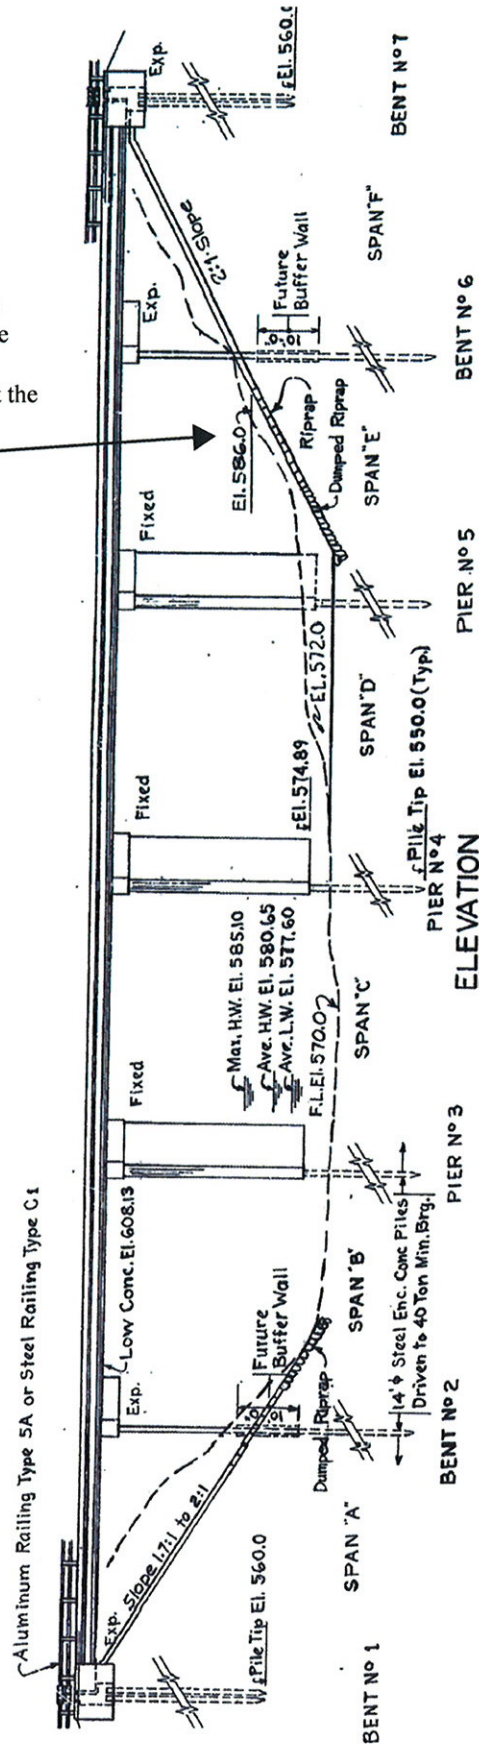 Aluminum Railing Type 5A or Steel Railing Type C1
Low Conc. El. 608.13
Exp.
Exp.
Fixed
Fixed
Fixed
Exp.
Exp.
Slope 1.7:1 to 2:1
Future
Buffer Wall
Dumped Riprap
Max. H.W. El. 585.10
Ave. H.W. El. 580.65
Ave. L.W. El. 577.60
F.L. El. 570.0
El. 574.89
El. 572.0
El. 586.0
2:1 Slope
Future
Buffer Wall
10'-0"
Riprap
Dumped Riprap
Pile Tip El. 560.0
El. 560.0
SPAN "A"
SPAN "B"
SPAN "C"
SPAN "D"
SPAN "E"
SPAN "F"
14"φ Steel Enc. Conc Piles
Driven to 40 Ton Min. Brg.
Pile Tip El. 550.0 (Typ.)
BENT Nº 1
BENT Nº 2
PIER Nº 3
PIER Nº 4
PIER Nº 5
BENT Nº 6
BENT Nº 7
ELEVATION
the